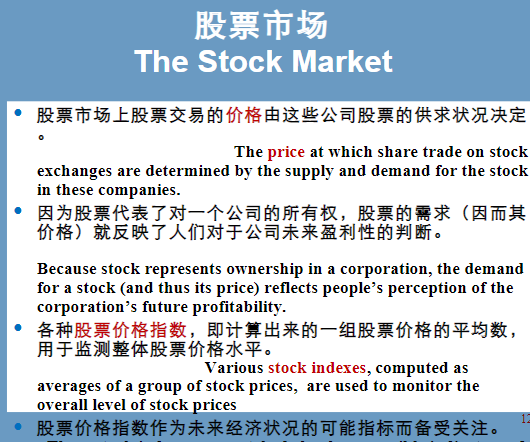 股票市场
The Stock Market
• 股票市场上股票交易的价格由这些公司股票的供求状况决定
。
The price at which share trade on stock
exchanges are determined by the supply and demand for the stock
in these companies.
• 因为股票代表了对一个公司的所有权，股票的需求（因而其
价格）就反映了人们对于公司未来盈利性的判断。
Because stock represents ownership in a corporation, the demand
for a stock (and thus its price) reflects people’s perception of the
corporation’s future profitability.
• 各种股票价格指数，即计算出来的一组股票价格的平均数，
用于监测整体股票价格水平。
Various stock indexes, computed as
averages of a group of stock prices,  are used to monitor the
overall level of stock prices
12
• 股票价格指数作为未来经济状况的可能指标而备受关注。